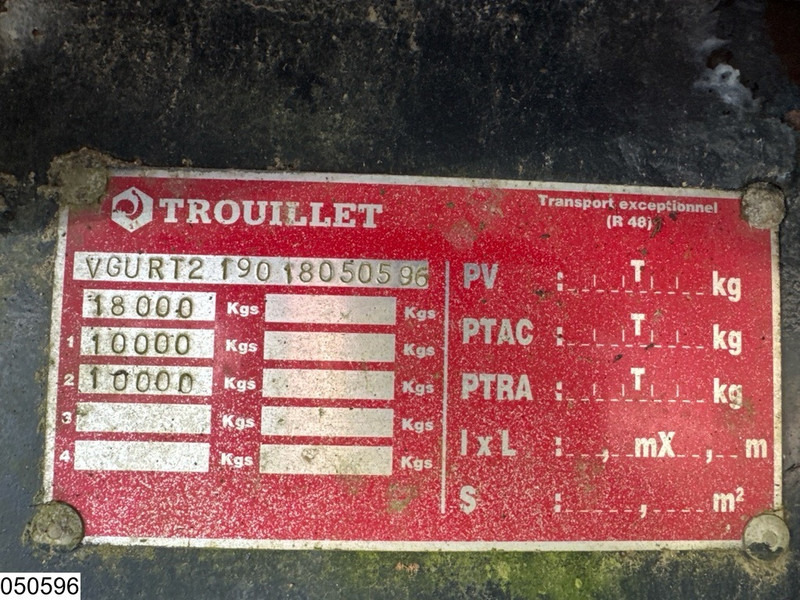 TROUILLET
Transport exceptionnel
(R 48)
VGURT2 190 18050596
18000 Kgs Kgs
1 10000 Kgs Kgs
2 10000 Kgs Kgs
3 Kgs Kgs
4 Kgs Kgs
PV : T kg
PTAC : T kg
PTRA : T kg
l x L : , mX , m
S : , m²
050596